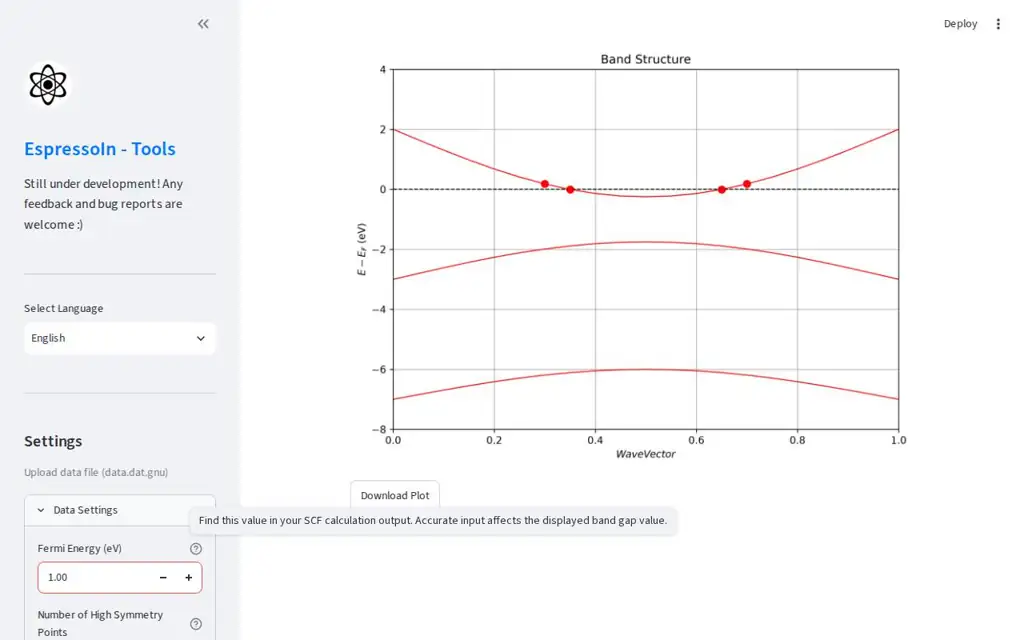 Deploy
EspressoIn - Tools
Still under development! Any
feedback and bug reports are
welcome :)
Select Language
English
Settings
Upload data file (data.dat.gnu)
Data Settings
Fermi Energy (eV)
1.00
Number of High Symmetry
Points
Band Structure
4
2
0
−2
−4
−6
−8
E − E_f (eV)
0.0 0.2 0.4 0.6 0.8 1.0
WaveVector
Download Plot
Find this value in your SCF calculation output. Accurate input affects the displayed band gap value.